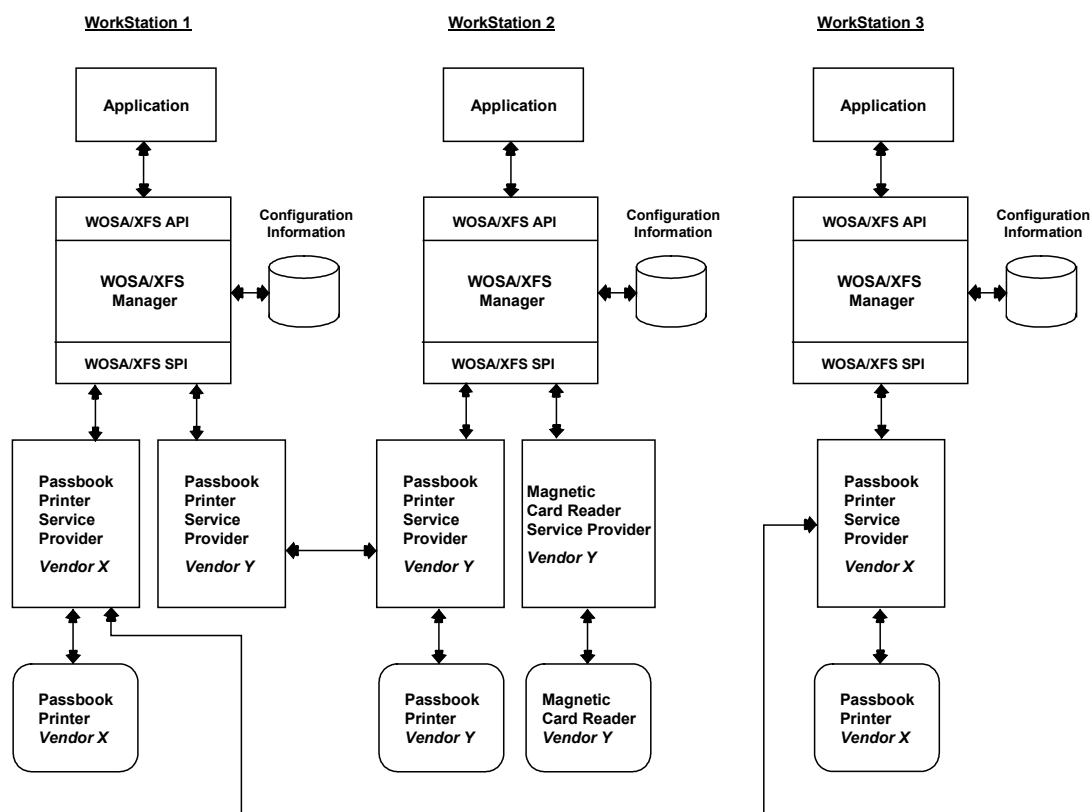 WorkStation 1
WorkStation 2
WorkStation 3
Application
Application
Application
WOSA/XFS API
Configuration
Information
WOSA/XFS
Manager
WOSA/XFS SPI
WOSA/XFS API
Configuration
Information
WOSA/XFS
Manager
WOSA/XFS SPI
WOSA/XFS API
Configuration
Information
WOSA/XFS
Manager
WOSA/XFS SPI
Passbook
Printer
Service
Provider
Vendor X
Passbook
Printer
Service
Provider
Vendor Y
Passbook
Printer
Service
Provider
Vendor Y
Magnetic
Card Reader
Service Provider
Vendor Y
Passbook
Printer
Service
Provider
Vendor X
Passbook
Printer
Vendor X
Passbook
Printer
Vendor Y
Magnetic
Card Reader
Vendor Y
Passbook
Printer
Vendor X